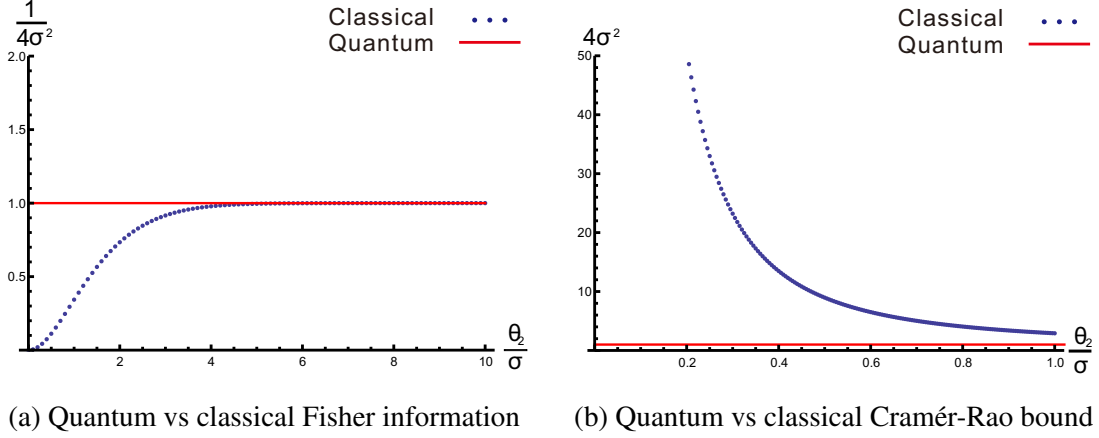 1
4σ²
Classical
Quantum
2.0
1.5
1.0
0.5
2
4
6
8
10
θ₂
σ
4σ²
Classical
Quantum
50
40
30
20
10
0.2
0.4
0.6
0.8
1.0
θ₂
σ
(a) Quantum vs classical Fisher information
(b) Quantum vs classical Cramér-Rao bound